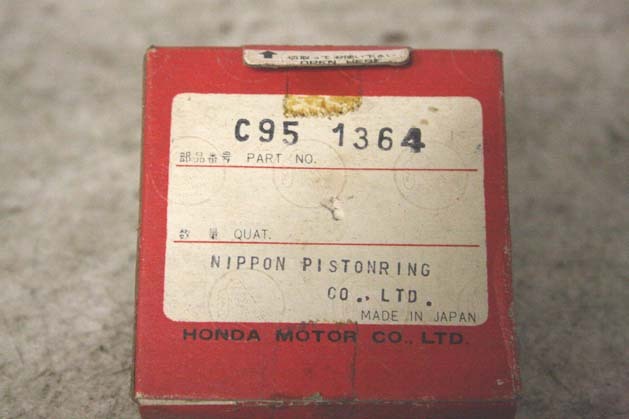 OPEN HERE
C95 1364
部品番号 PART NO.
数 量 QUAT.
NIPPON PISTONRING
CO., LTD.
MADE IN JAPAN
HONDA MOTOR CO., LTD.